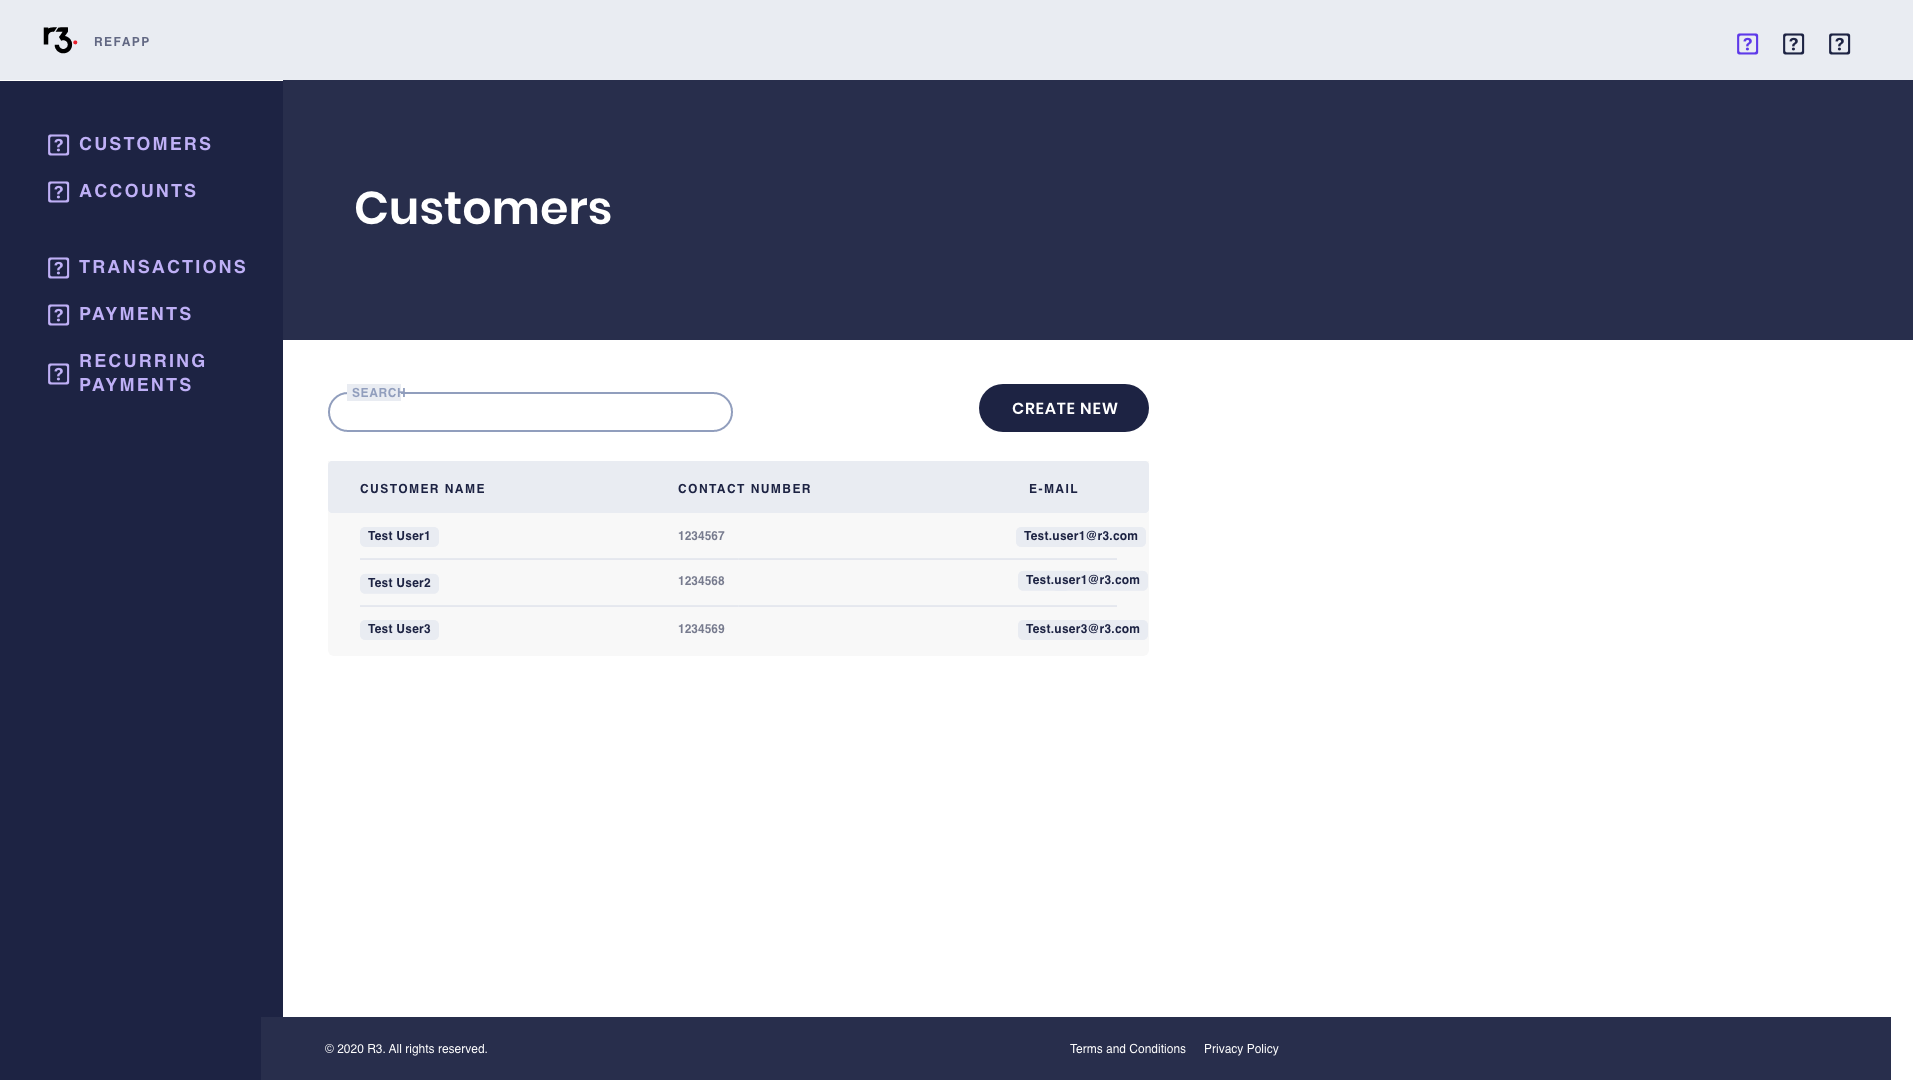 r3.
REFAPP
CUSTOMERS
ACCOUNTS
TRANSACTIONS
PAYMENTS
RECURRING
PAYMENTS
Customers
SEARCH
CREATE NEW
CUSTOMER NAME CONTACT NUMBER E-MAIL
Test User1 1234567 Test.user1@r3.com
Test User2 1234568 Test.user1@r3.com
Test User3 1234569 Test.user3@r3.com
© 2020 R3. All rights reserved. Terms and Conditions Privacy Policy